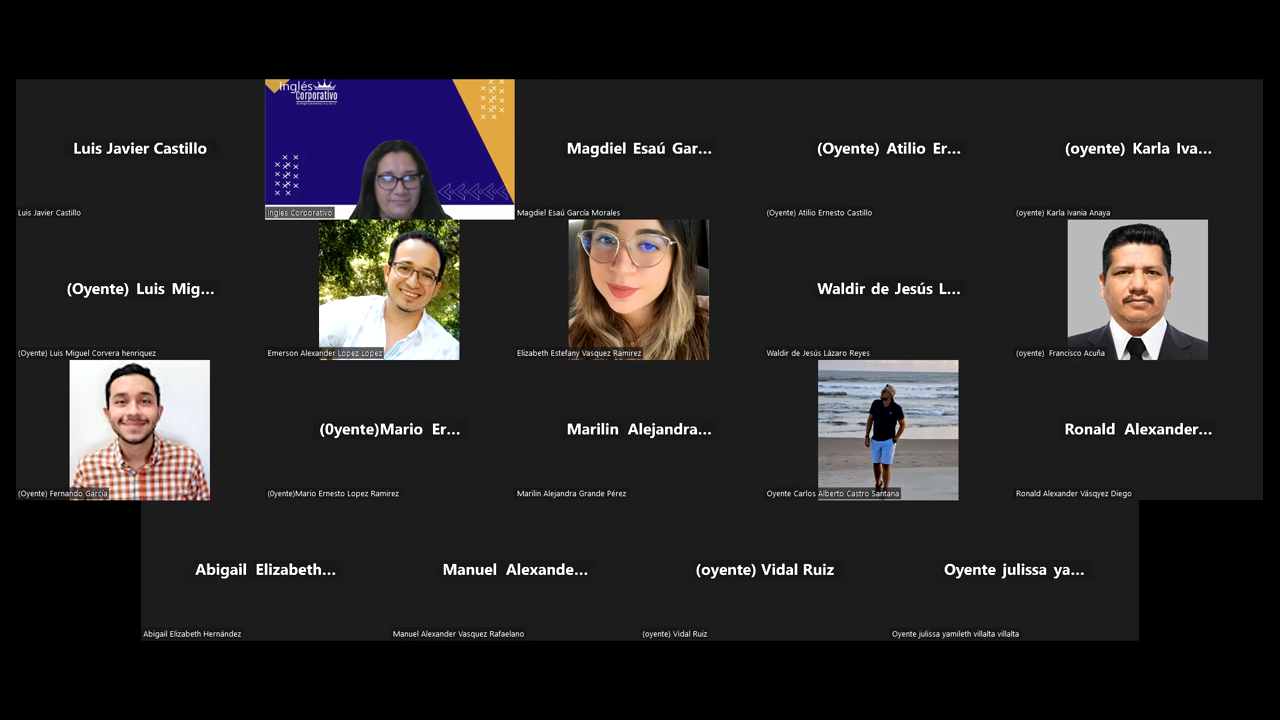 Luis Javier Castillo
Luis Javier Castillo
Inglés
Corporativo
Ingles Corporativo
Magdiel Esaú Gar...
Magdiel Esaú García Morales
(Oyente) Atilio Er...
(Oyente) Atilio Ernesto Castillo
(oyente) Karla Iva...
(oyente) Karla Ivania Anaya
(Oyente) Luis Mig...
(Oyente) Luis Miguel Corvera henriquez
Emerson Alexander Lopez Lopez
Elizabeth Estefany Vasquez Ramirez
Waldir de Jesús L...
Waldir de Jesús Lázaro Reyes
(oyente) Francisco Acuña
(Oyente) Fernando García
(0yente)Mario Er...
(0yente)Mario Ernesto Lopez Ramirez
Marilin Alejandra...
Marilin Alejandra Grande Pérez
Oyente Carlos Alberto Castro Santana
Ronald Alexander...
Ronald Alexander Vásqyez Diego
Abigail Elizabeth...
Abigail Elizabeth Hernández
Manuel Alexande...
Manuel Alexander Vasquez Rafaelano
(oyente) Vidal Ruiz
(oyente) Vidal Ruiz
Oyente julissa ya...
Oyente julissa yamileth villalta villalta